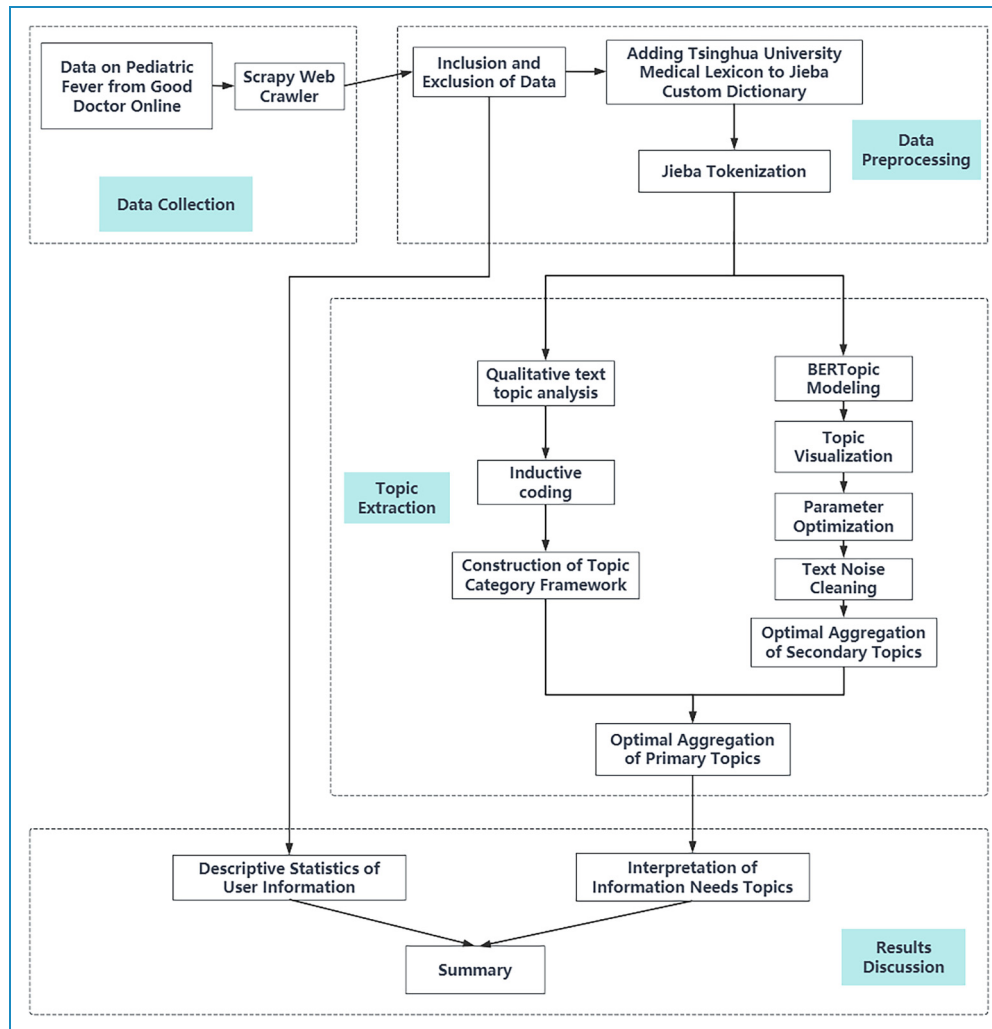 Data on Pediatric
Fever from Good
Doctor Online
Scrapy Web
Crawler
Data Collection
Inclusion and
Exclusion of Data
Adding Tsinghua University
Medical Lexicon to Jieba
Custom Dictionary
Jieba Tokenization
Data
Preprocessing
Qualitative text
topic analysis
Inductive
coding
Construction of Topic
Category Framework
BERTopic
Modeling
Topic
Visualization
Parameter
Optimization
Text Noise
Cleaning
Optimal Aggregation
of Secondary Topics
Topic
Extraction
Optimal Aggregation
of Primary Topics
Descriptive Statistics of
User Information
Interpretation of
Information Needs Topics
Summary
Results
Discussion